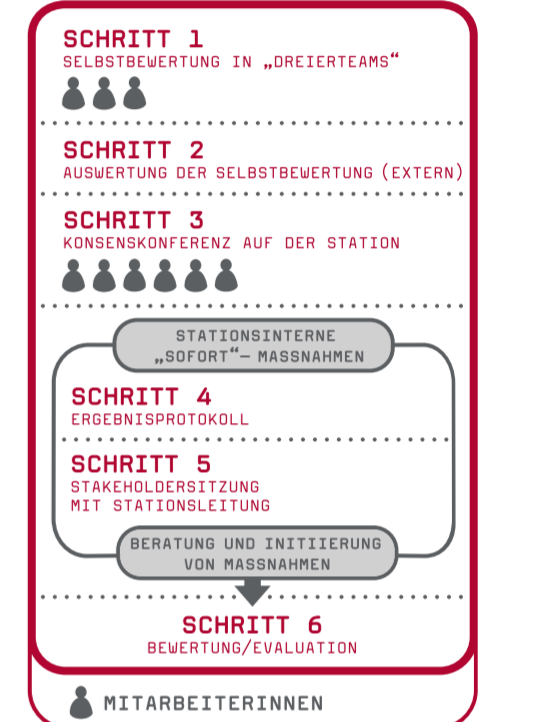 SCHRITT 1
SELBSTBEWERTUNG IN „DREIERTEAMS“
SCHRITT 2
AUSWERTUNG DER SELBSTBEWERTUNG (EXTERN)
SCHRITT 3
KONSENSKONFERENZ AUF DER STATION
STATIONSINTERNE
„SOFORT“– MASSNAHMEN
SCHRITT 4
ERGEBNISPROTOKOLL
SCHRITT 5
STAKEHOLDERSITZUNG
MIT STATIONSLEITUNG
BERATUNG UND INITIIERUNG
VON MASSNAHMEN
SCHRITT 6
BEWERTUNG/EVALUATION
MITARBEITERINNEN